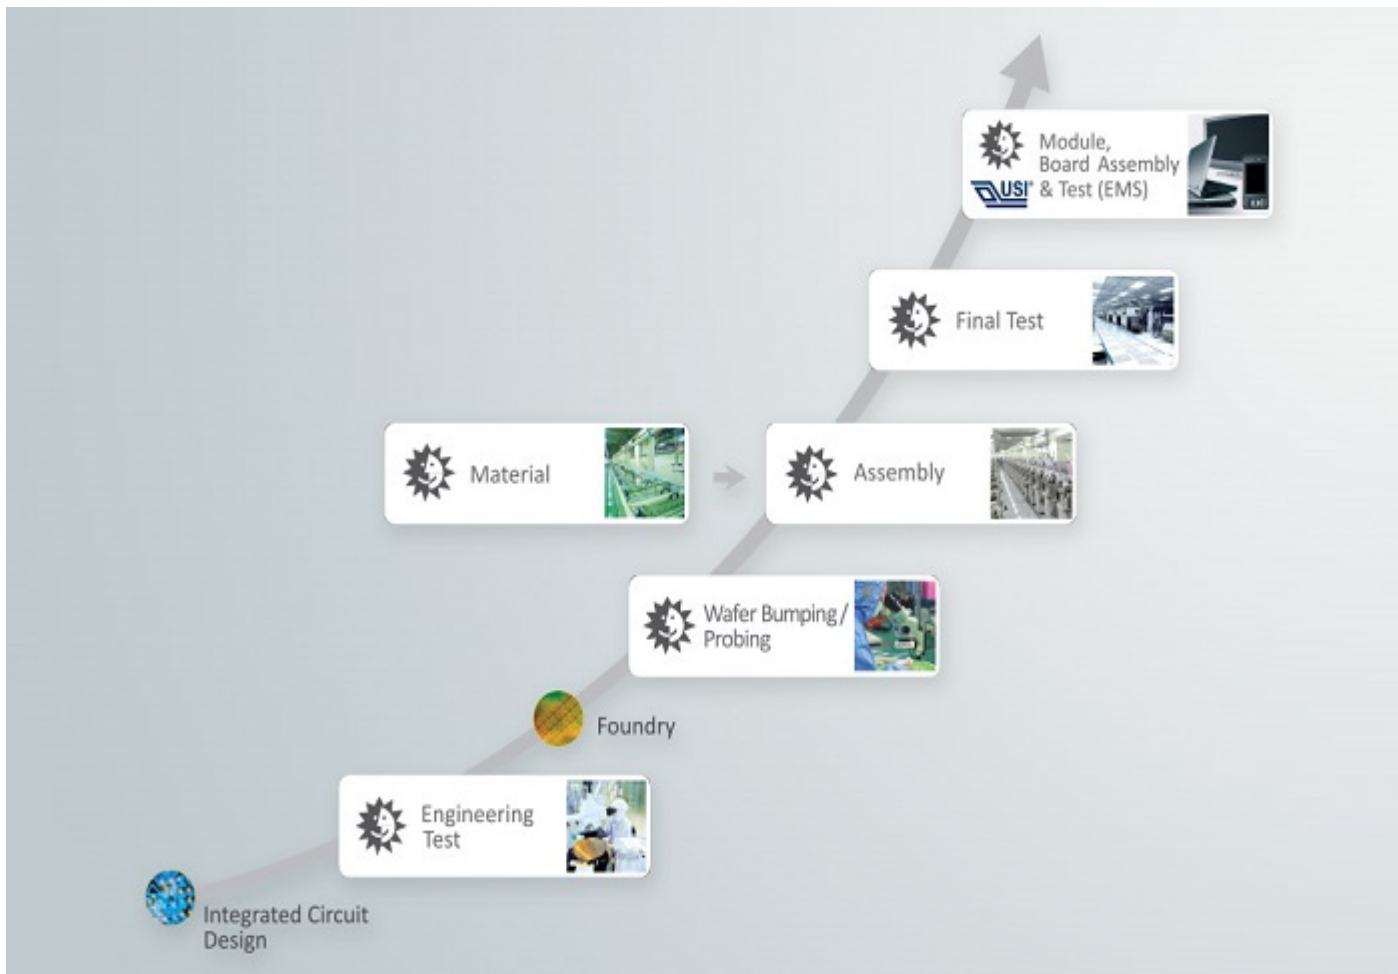 Module,
Board Assembly
& Test (EMS)
USI
Final Test
Material
Assembly
Wafer Bumping/
Probing
Foundry
Engineering
Test
Integrated Circuit
Design